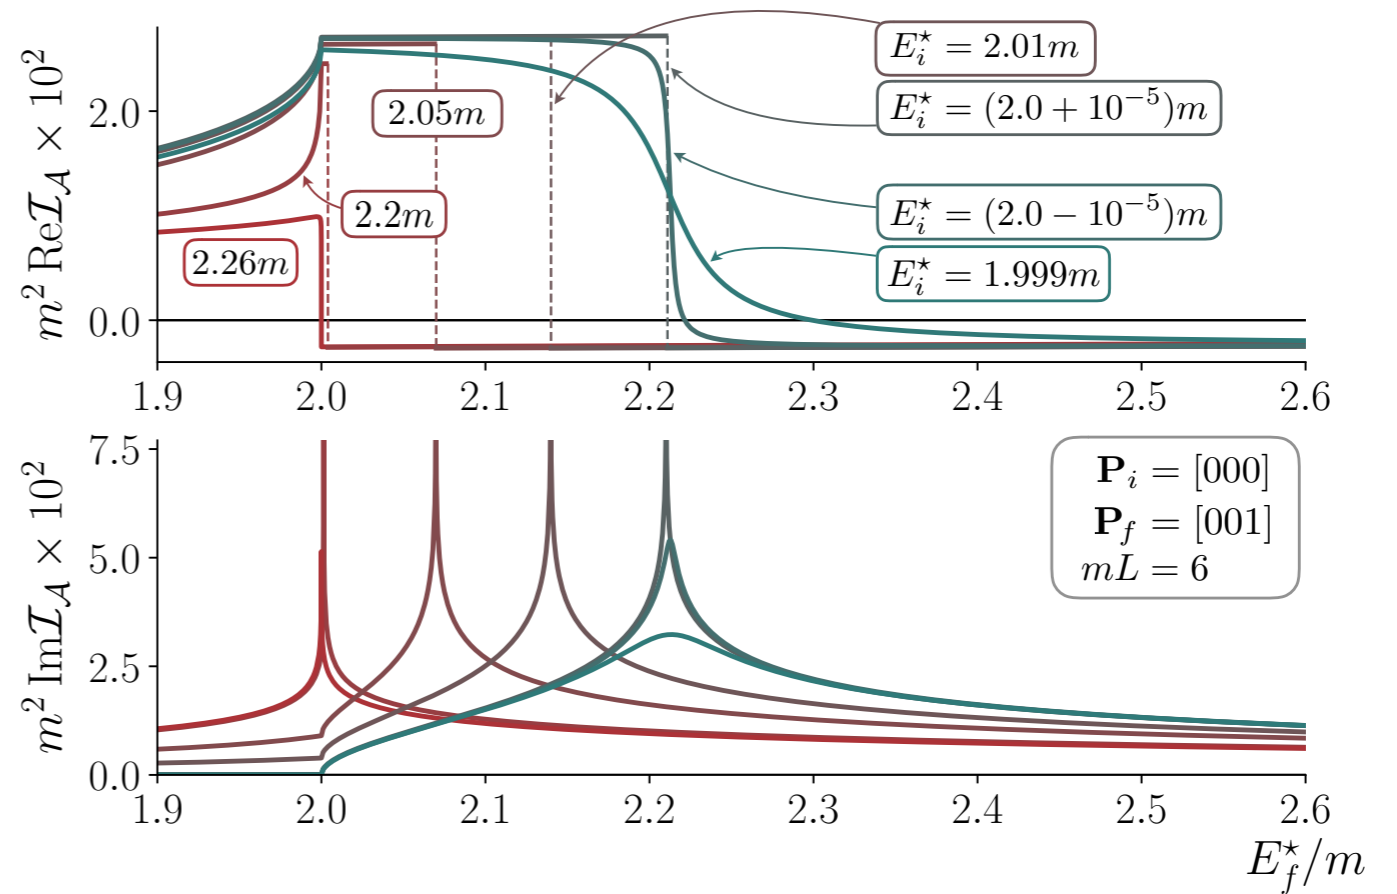 m² Re𝓘_𝒜 × 10²
2.0
0.0
E_i^⋆ = 2.01m
2.05m
E_i^⋆ = (2.0 + 10⁻⁵)m
2.2m
E_i^⋆ = (2.0 − 10⁻⁵)m
2.26m
E_i^⋆ = 1.999m
1.9 2.0 2.1 2.2 2.3 2.4 2.5 2.6
m² Im𝓘_𝒜 × 10²
7.5
5.0
2.5
0.0
P_i = [000]
P_f = [001]
mL = 6
1.9 2.0 2.1 2.2 2.3 2.4 2.5 2.6
E_f^⋆/m